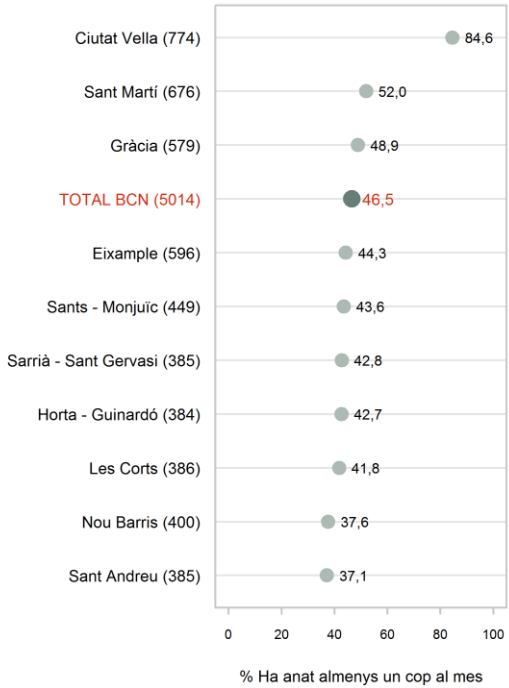 Ciutat Vella (774) 84,6
Sant Martí (676) 52,0
Gràcia (579) 48,9
TOTAL BCN (5014) 46,5
Eixample (596) 44,3
Sants - Monjuïc (449) 43,6
Sarrià - Sant Gervasi (385) 42,8
Horta - Guinardó (384) 42,7
Les Corts (386) 41,8
Nou Barris (400) 37,6
Sant Andreu (385) 37,1
0 20 40 60 80 100
% Ha anat almenys un cop al mes